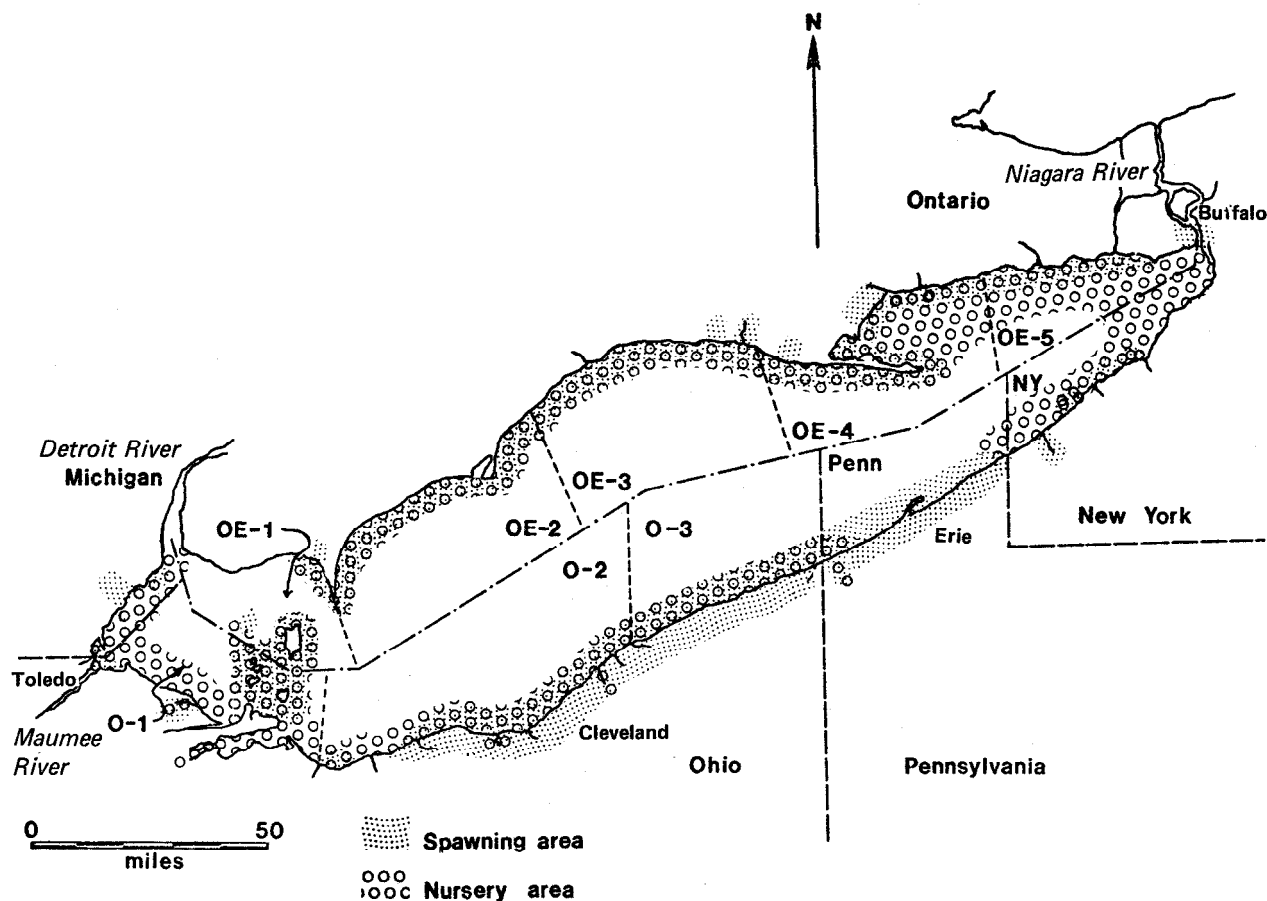 N
Niagara River
Ontario
Buffalo
OE-5
NY
Detroit River
Michigan
OE-4
Penn
OE-3
OE-1
OE-2
O-3
New York
Erie
O-2
Toledo
O-1
Cleveland
Maumee
River
Ohio
Pennsylvania
0 50
miles
Spawning area
Nursery area